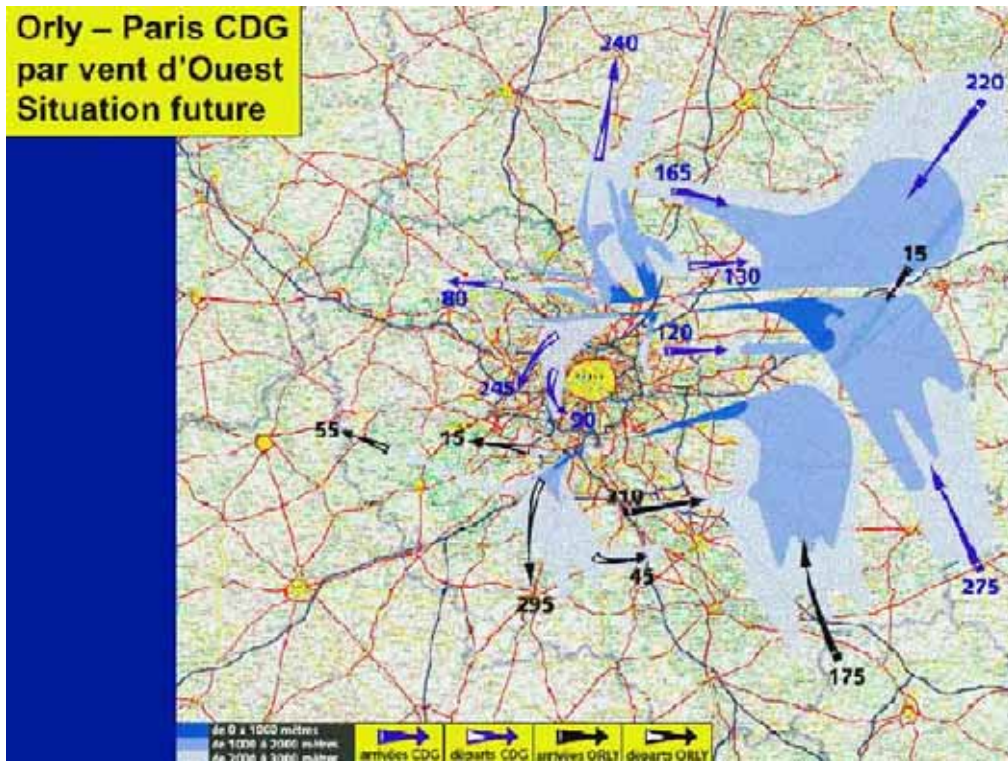 Orly – Paris CDG
par vent d'Ouest
Situation future
240
220
165
15
130
80
120
245
90
55
15
310
45
295
275
175
de 0 à 1000 mètres
de 1000 à 2000 mètres
de 2000 à 3000 mètres
arrivées CDG
départs CDG
arrivées ORLY
départs ORLY